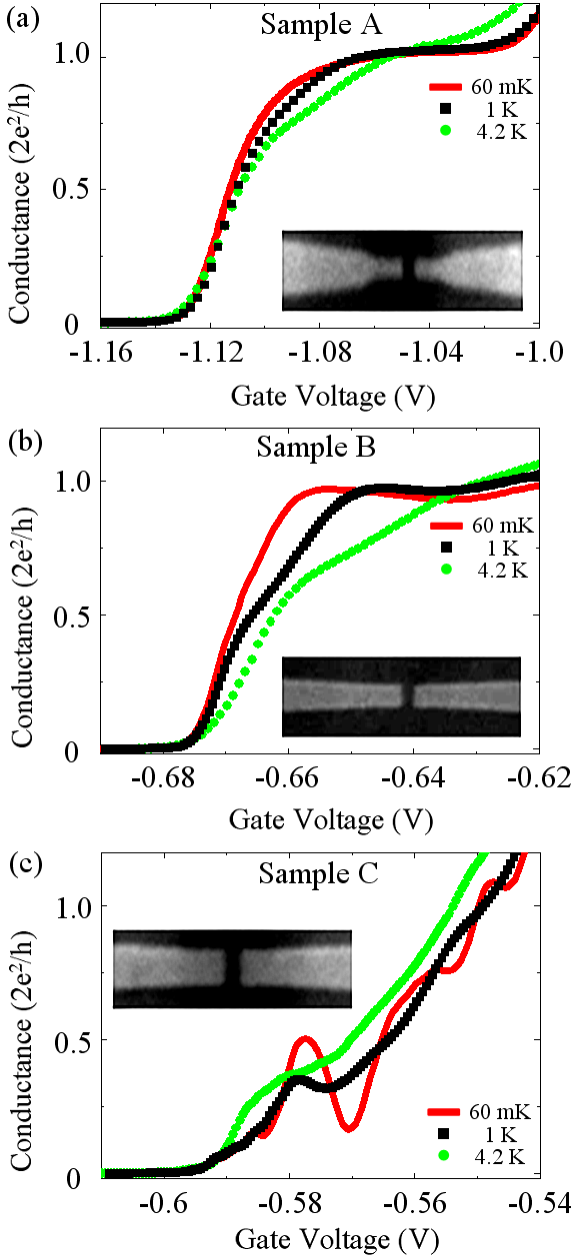 (a)
Sample A
1.0
0.5
0
Conductance (2e²/h)
60 mK
1 K
4.2 K
-1.16
-1.12
-1.08
-1.04
-1.0
Gate Voltage (V)
(b)
Sample B
1.0
0.5
0
Conductance (2e²/h)
60 mK
1 K
4.2 K
-0.68
-0.66
-0.64
-0.62
Gate Voltage (V)
(c)
Sample C
1.0
0.5
0
Conductance (2e²/h)
60 mK
1 K
4.2 K
-0.6
-0.58
-0.56
-0.54
Gate Voltage (V)